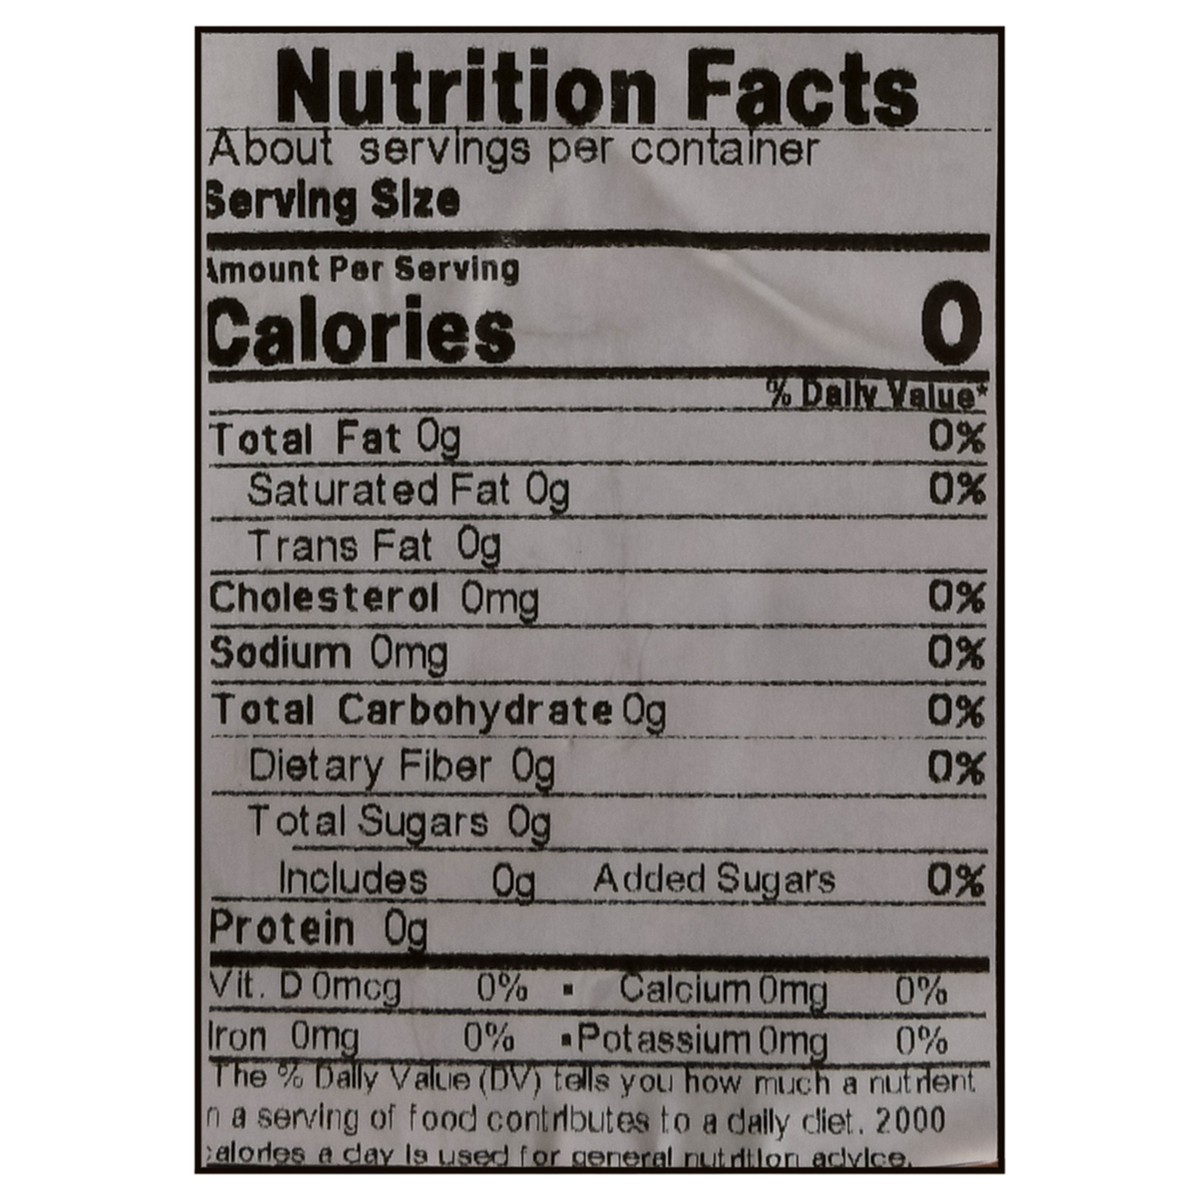 Nutrition Facts
About servings per container
Serving Size
Amount Per Serving
Calories 0
% Daily Value*
Total Fat 0g 0%
Saturated Fat 0g 0%
Trans Fat 0g
Cholesterol 0mg 0%
Sodium 0mg 0%
Total Carbohydrate 0g 0%
Dietary Fiber 0g 0%
Total Sugars 0g
Includes 0g Added Sugars 0%
Protein 0g
Vit. D 0mcg 0% ▪ Calcium 0mg 0%
Iron 0mg 0% ▪ Potassium 0mg 0%
The % Daily Value (DV) tells you how much a nutrient
n a serving of food contributes to a daily diet. 2000
calories a day is used for general nutrition advice.